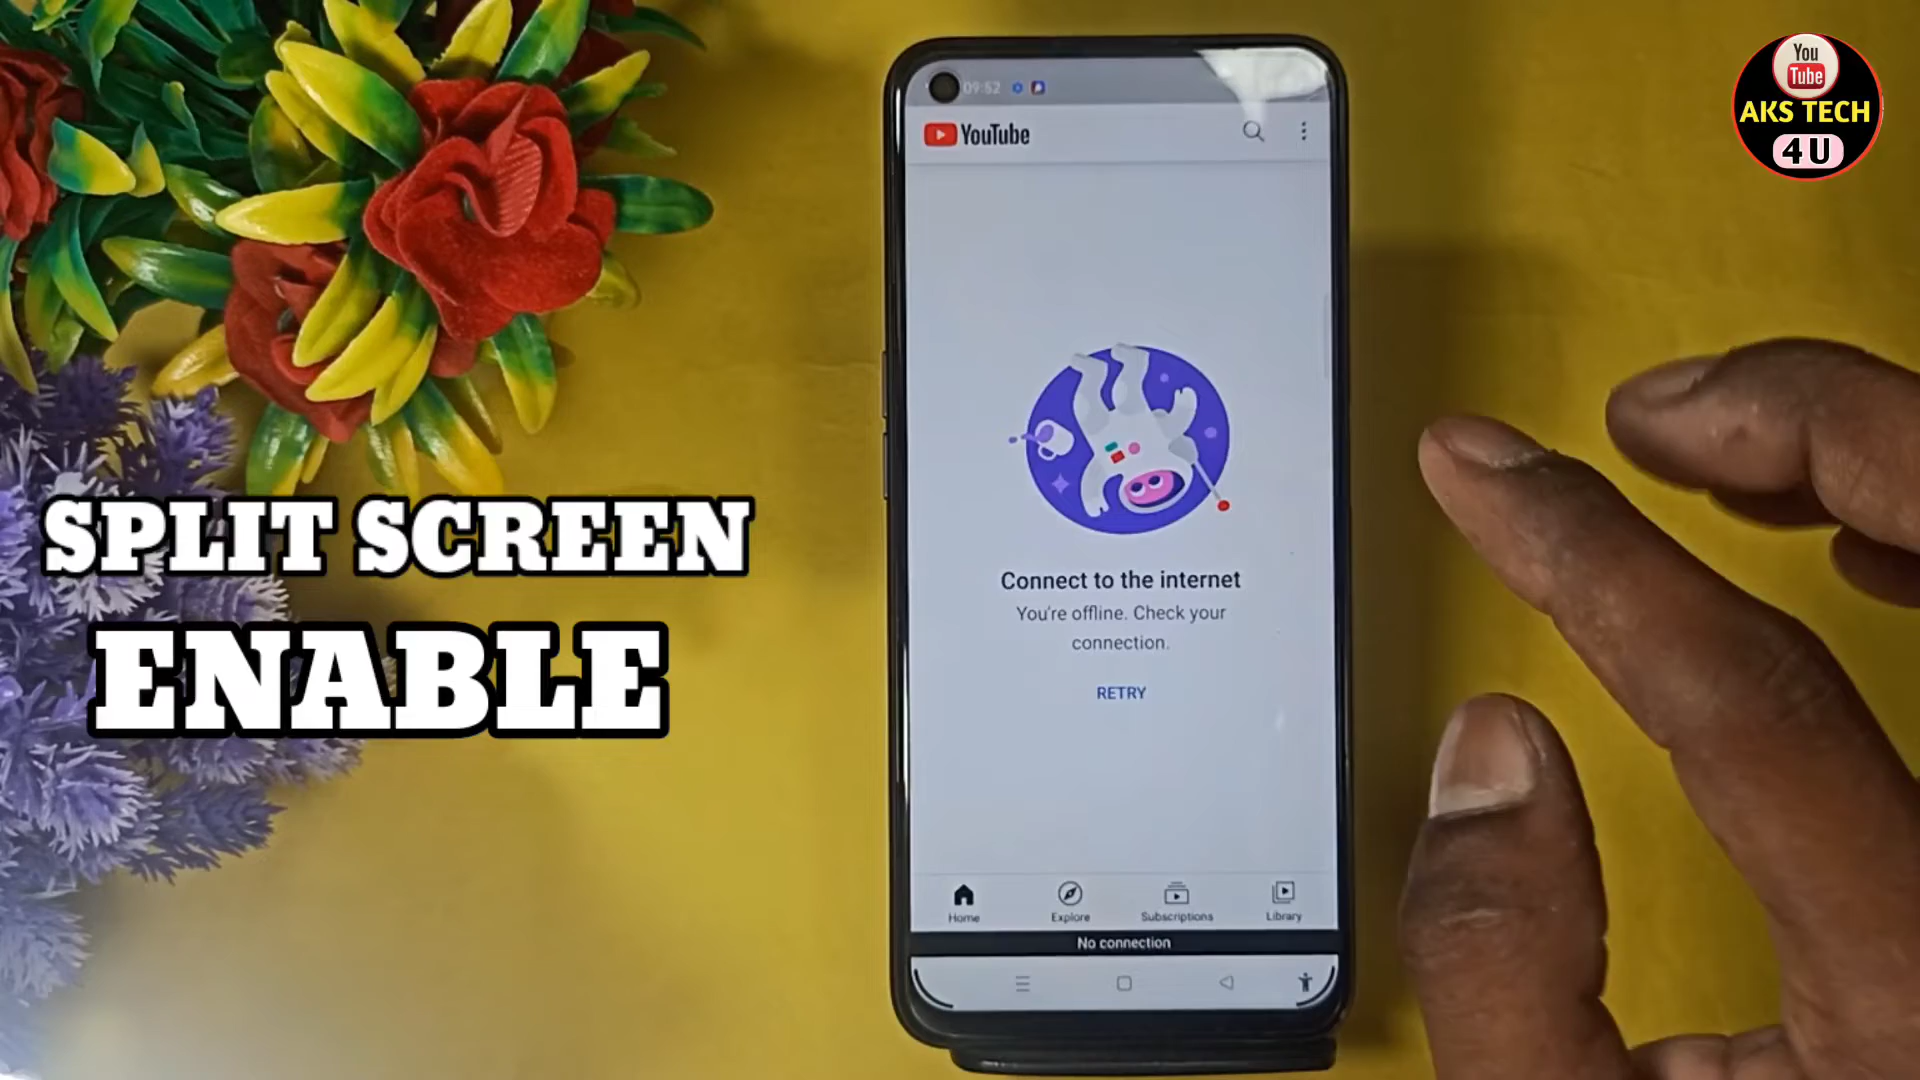 You
Tube
AKS TECH
4 U
09:52
YouTube
SPLIT SCREEN
ENABLE
Connect to the internet
You're offline. Check your
connection.
RETRY
Home
Explore
Subscriptions
Library
No connection